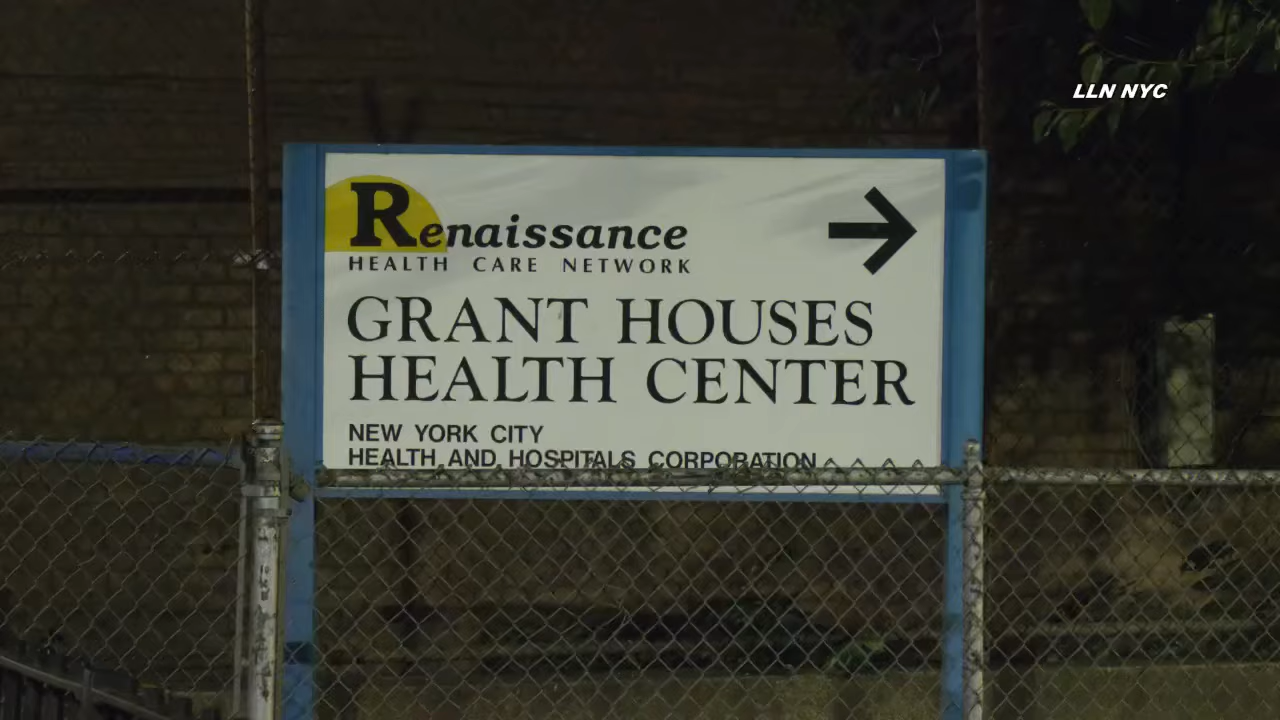 LLN NYC
Renaissance
HEALTH CARE NETWORK
GRANT HOUSES
HEALTH CENTER
NEW YORK CITY
HEALTH AND HOSPITALS CORPORATION